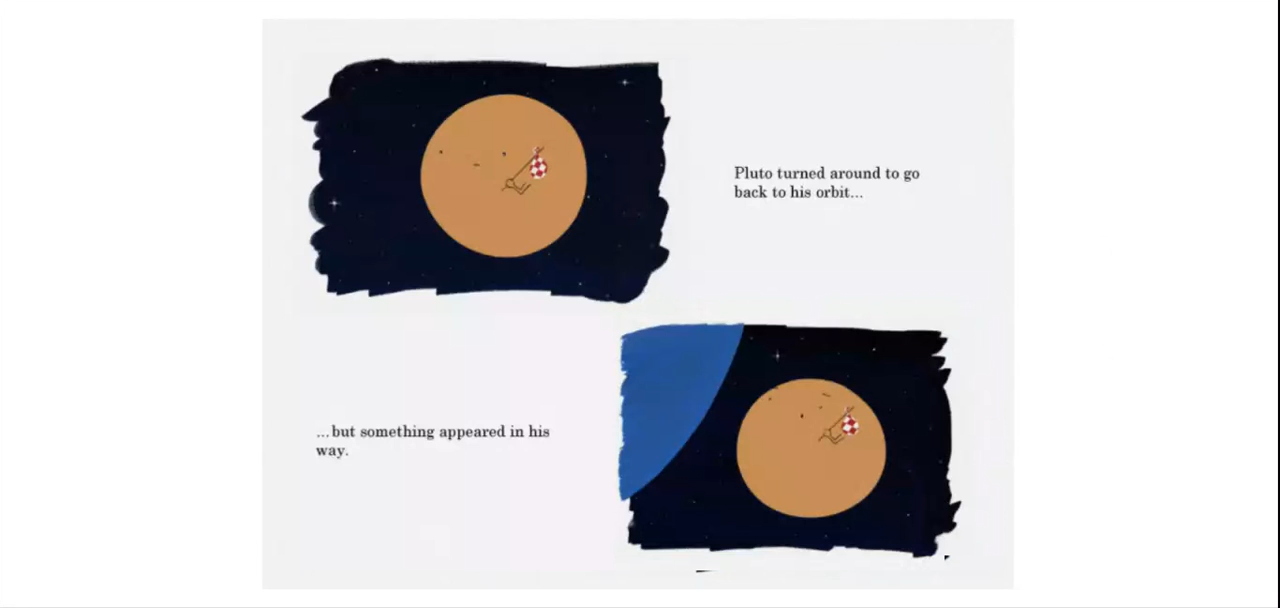 Pluto turned around to go
back to his orbit...
...but something appeared in his
way.